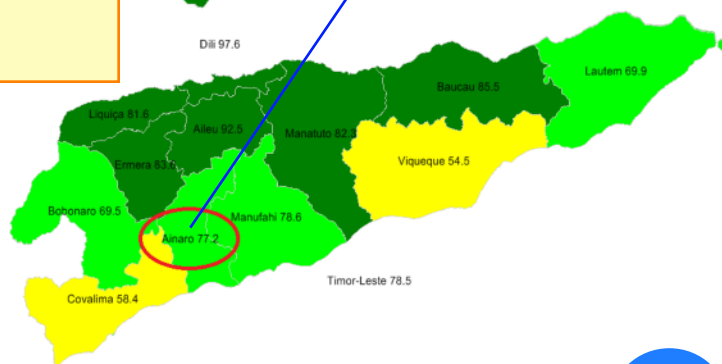 Dili 97.6
Lautem 69.9
Baucau 85.5
Liquiça 81.6
Aileu 92.5
Manatuto 82.3
Viqueque 54.5
Ermera 83.6
Bobonaro 69.5
Manufahi 78.6
Ainaro 77.2
Timor-Leste 78.5
Covalima 58.4